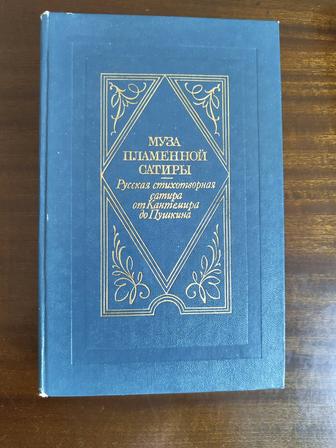 МУЗА
ПЛАМЕННОЙ
САТИРЫ
Русская стихотворная
сатира
от Кантемира
до Пушкина